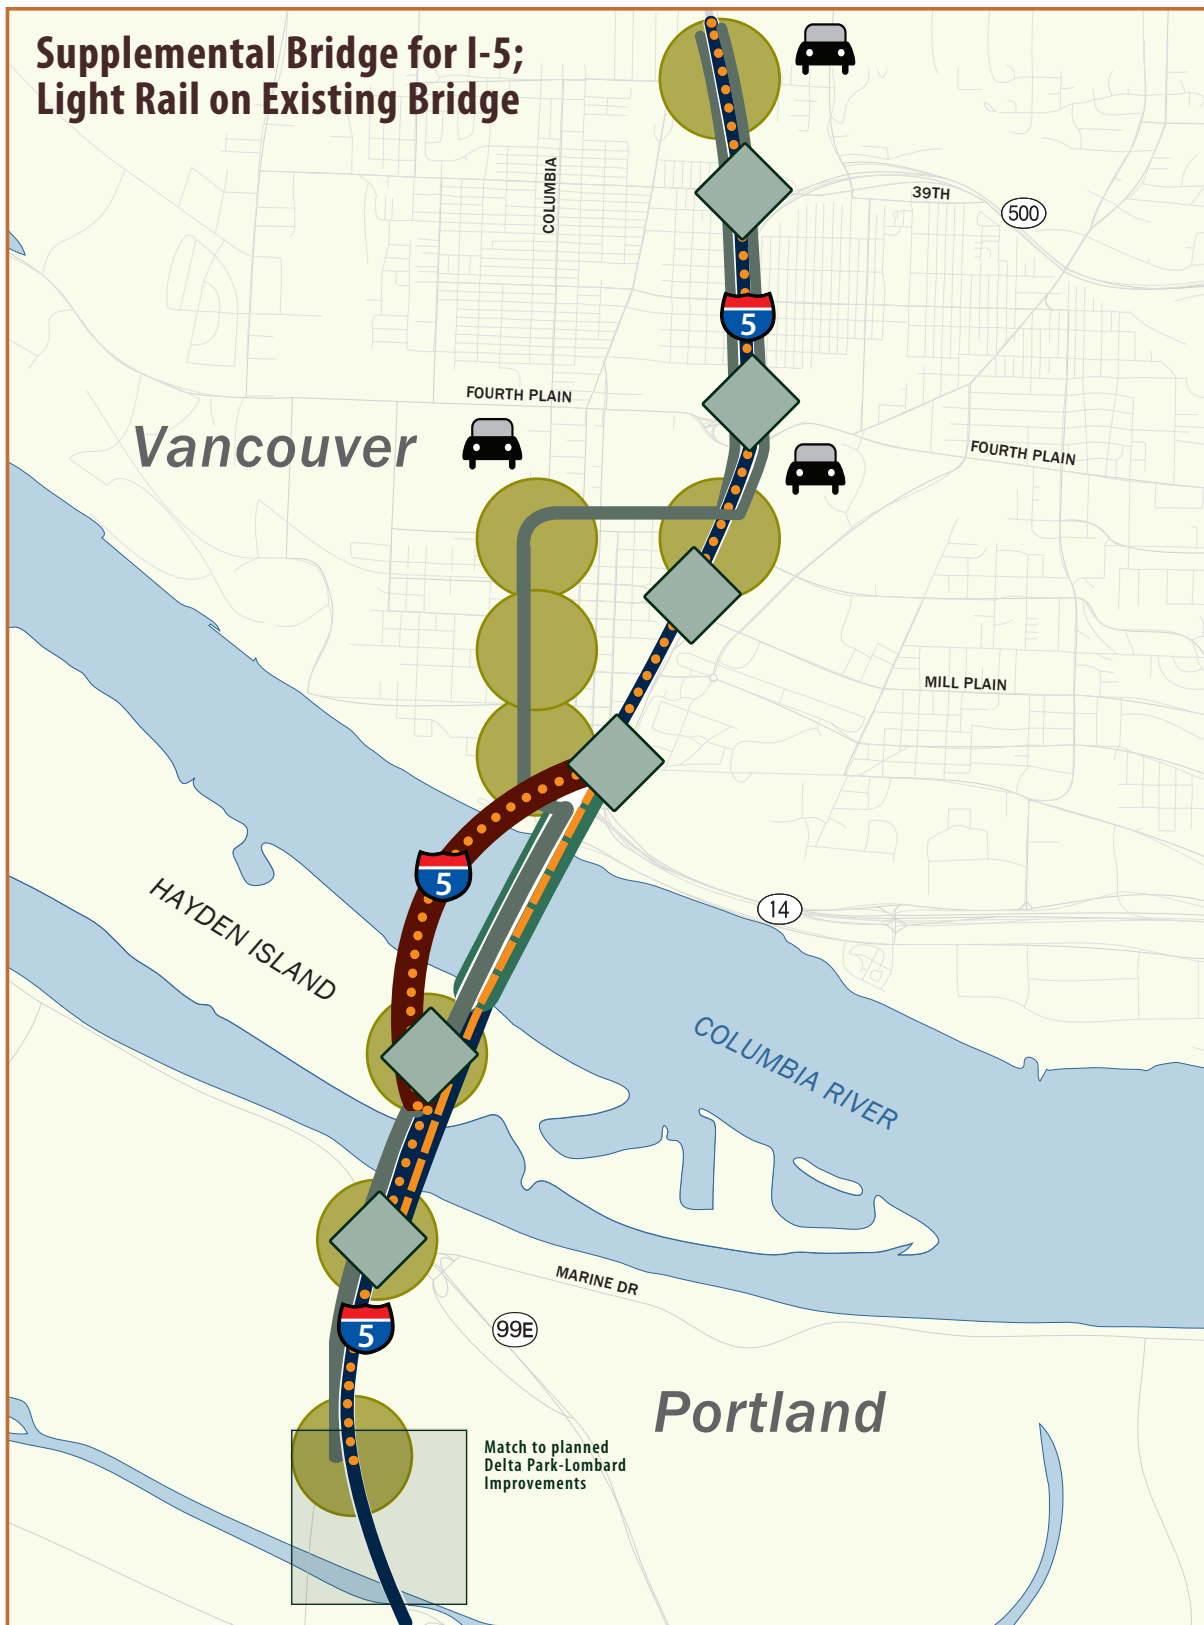 Supplemental Bridge for I-5;
Light Rail on Existing Bridge
COLUMBIA
39TH
500
5
FOURTH PLAIN
Vancouver
FOURTH PLAIN
MILL PLAIN
5
HAYDEN ISLAND
14
COLUMBIA RIVER
MARINE DR
99E
5
Portland
Match to planned
Delta Park-Lombard
Improvements